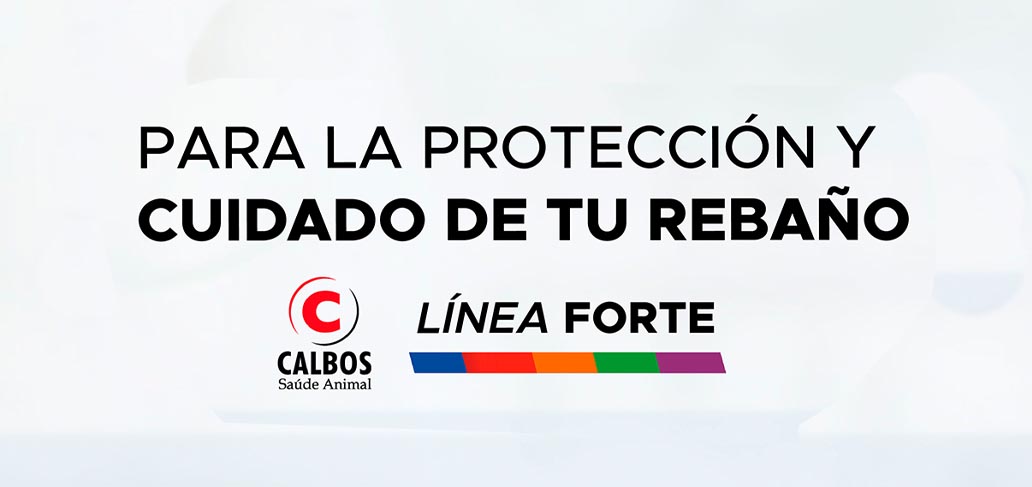 PARA LA PROTECCIÓN Y
CUIDADO DE TU REBAÑO
C
CALBOS
Saúde Animal
LÍNEA FORTE